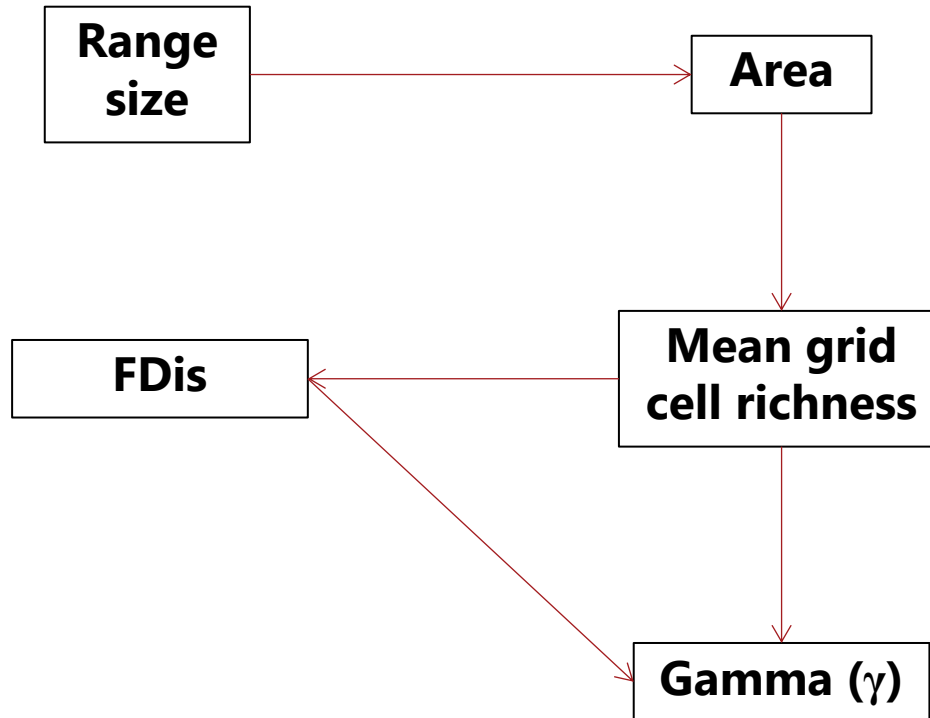 Range
size
Area
FDis
Mean grid
cell richness
Gamma (γ)